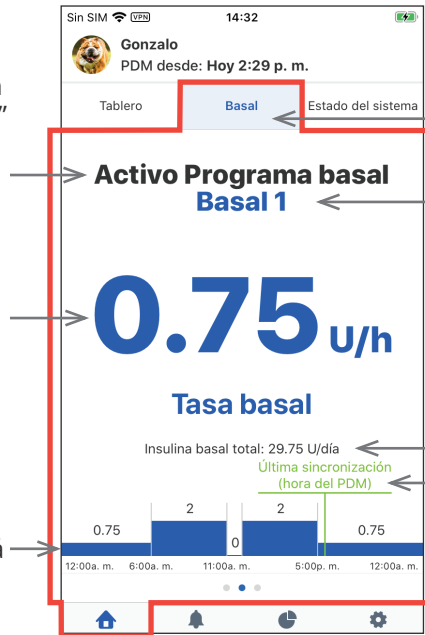 Sin SIM VPN 14:32
Gonzalo
PDM desde: Hoy 2:29 p. m.
Tablero Basal Estado del sistema
Activo Programa basal
Basal 1
0.75 U/h
Tasa basal
Insulina basal total: 29.75 U/día
Última sincronización
(hora del PDM)
2 2
0.75 0 0.75
12:00a. m. 6:00a. m. 11:00a. m. 5:00p. m. 12:00a. m.